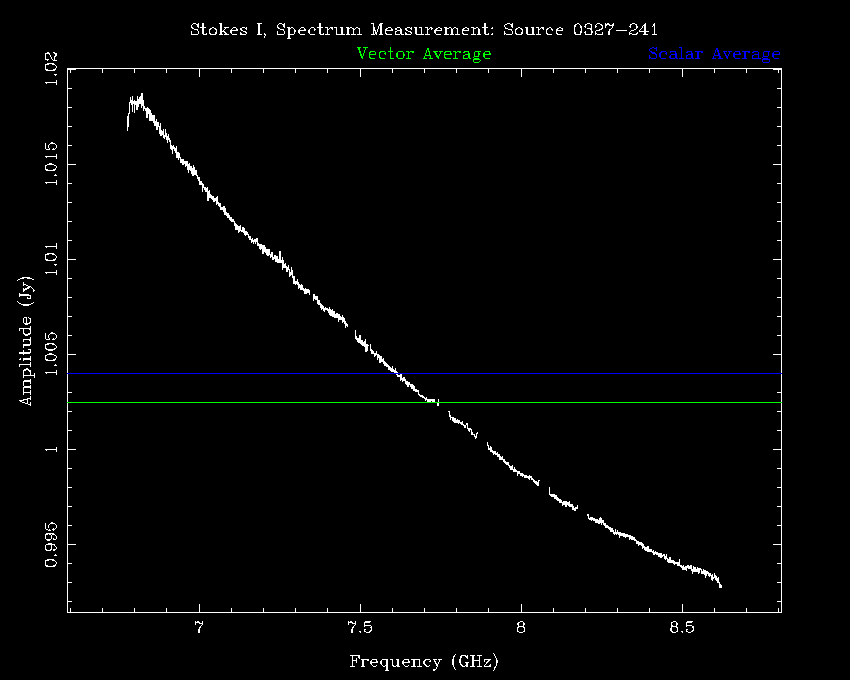 Stokes I, Spectrum Measurement: Source 0327−241
Vector Average
Scalar Average
1.02
1.015
1.01
1.005
1
0.995
Amplitude (Jy)
7
7.5
8
8.5
Frequency (GHz)